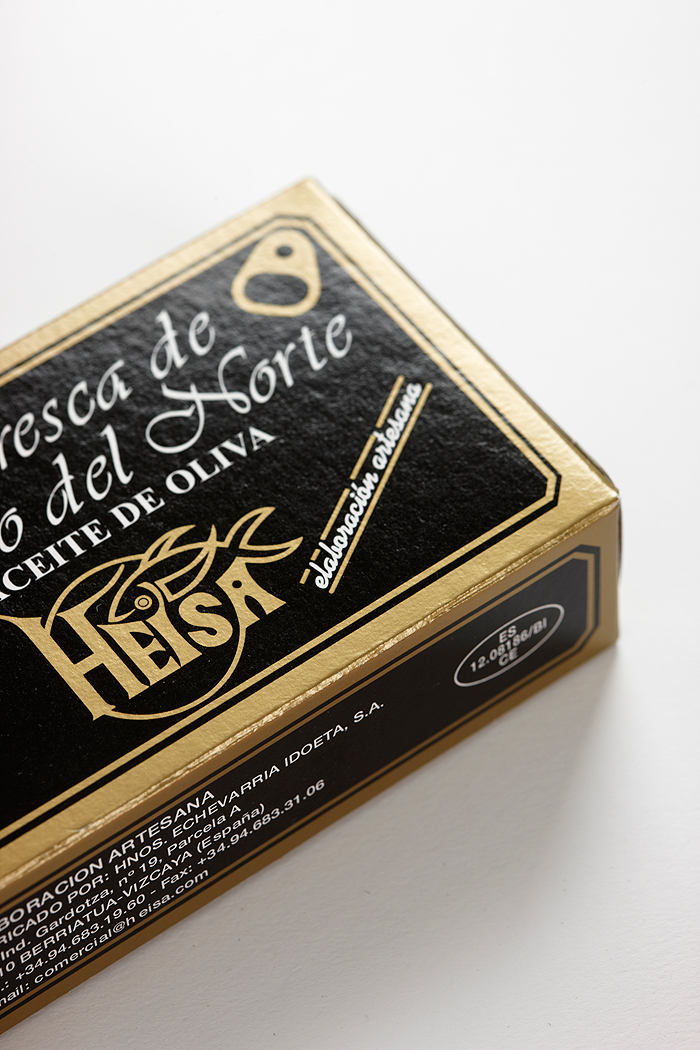 resca de
o del Norte
ACEITE DE OLIVA
elaboración artesana
HEISA
ES
12.08186/BI
CE
BORACION ARTESANA
RICADO POR: HNOS. ECHEVARRIA IDOETA, S.A.
Ind. Gardotza, nº 19, Parcela A
10 BERRIATUA-VIZCAYA (España)
.: +34.94.683.19.60 - Fax: +34.94.683.31.06
mail: comercial@heisa.com